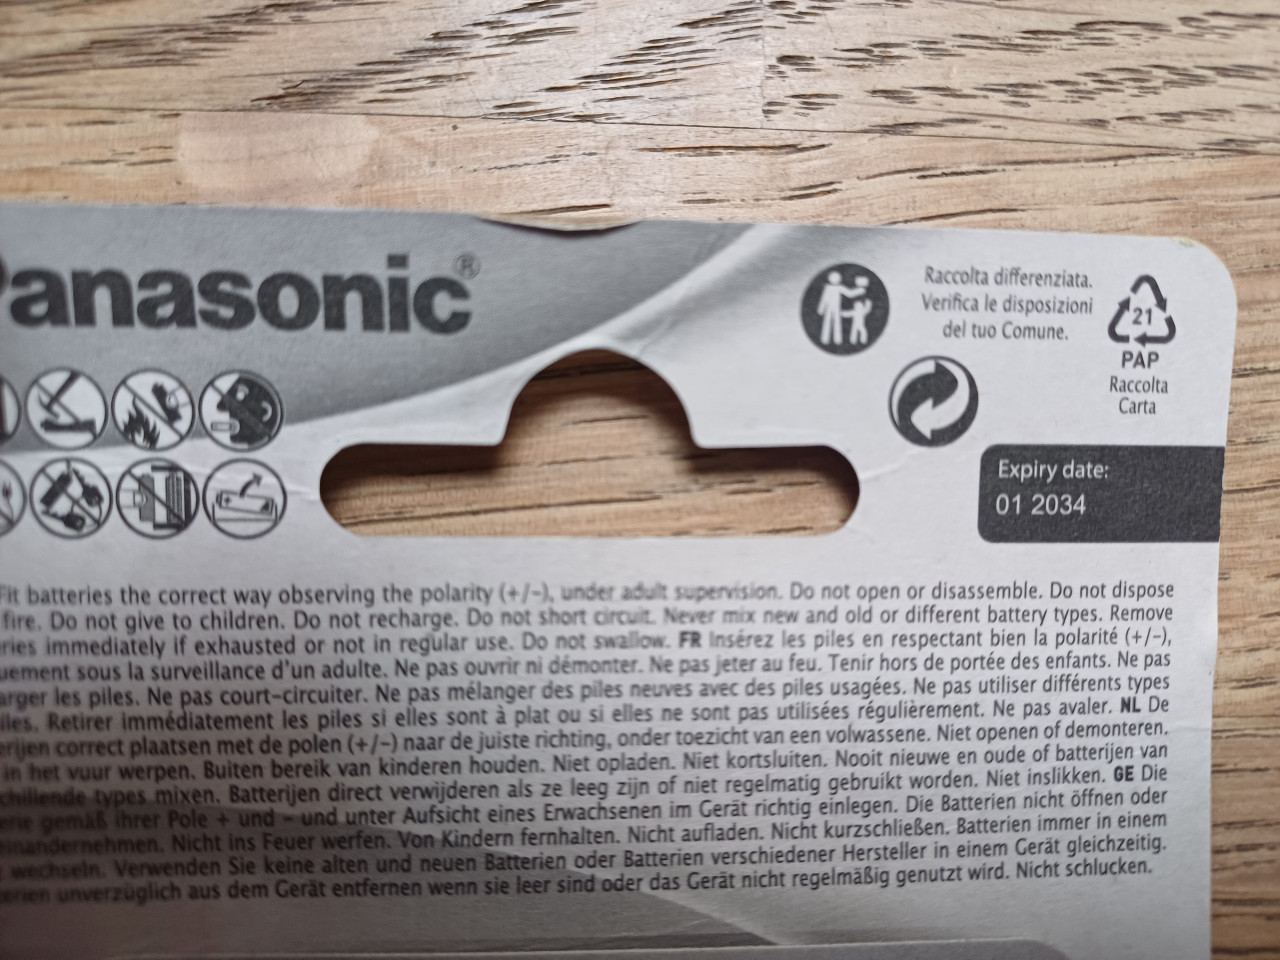 Panasonic®
Raccolta differenziata.
Verifica le disposizioni
del tuo Comune.
21
PAP
Raccolta
Carta
Expiry date:
01 2034
Fit batteries the correct way observing the polarity (+/−), under adult supervision. Do not open or disassemble. Do not dispose
fire. Do not give to children. Do not recharge. Do not short circuit. Never mix new and old or different battery types. Remove
immediately if exhausted or not in regular use. Do not swallow. FR Insérez les piles en respectant bien la polarité (+/−),
sous la surveillance d'un adulte. Ne pas ouvrir ni démonter. Ne pas jeter au feu. Tenir hors de portée des enfants. Ne pas
les piles. Ne pas court-circuiter. Ne pas mélanger des piles neuves avec des piles usagées. Ne pas utiliser différents types
Retirer immédiatement les piles si elles sont à plat ou si elles ne sont pas utilisées régulièrement. Ne pas avaler. NL De
correct plaatsen met de polen (+/−) naar de juiste richting, onder toezicht van een volwassene. Niet openen of demonteren.
in het vuur werpen. Buiten bereik van kinderen houden. Niet opladen. Niet kortsluiten. Nooit nieuwe en oude of batterijen van
types mixen. Batterijen direct verwijderen als ze leeg zijn of niet regelmatig gebruikt worden. Niet inslikken. GE Die
gemäß ihrer Pole + und − und unter Aufsicht eines Erwachsenen im Gerät richtig einlegen. Die Batterien nicht öffnen oder
Nicht ins Feuer werfen. Von Kindern fernhalten. Nicht aufladen. Nicht kurzschließen. Batterien immer in einem
wechseln. Verwenden Sie keine alten und neuen Batterien oder Batterien verschiedener Hersteller in einem Gerät gleichzeitig.
unverzüglich aus dem Gerät entfernen wenn sie leer sind oder das Gerät nicht regelmäßig genutzt wird. Nicht schlucken.